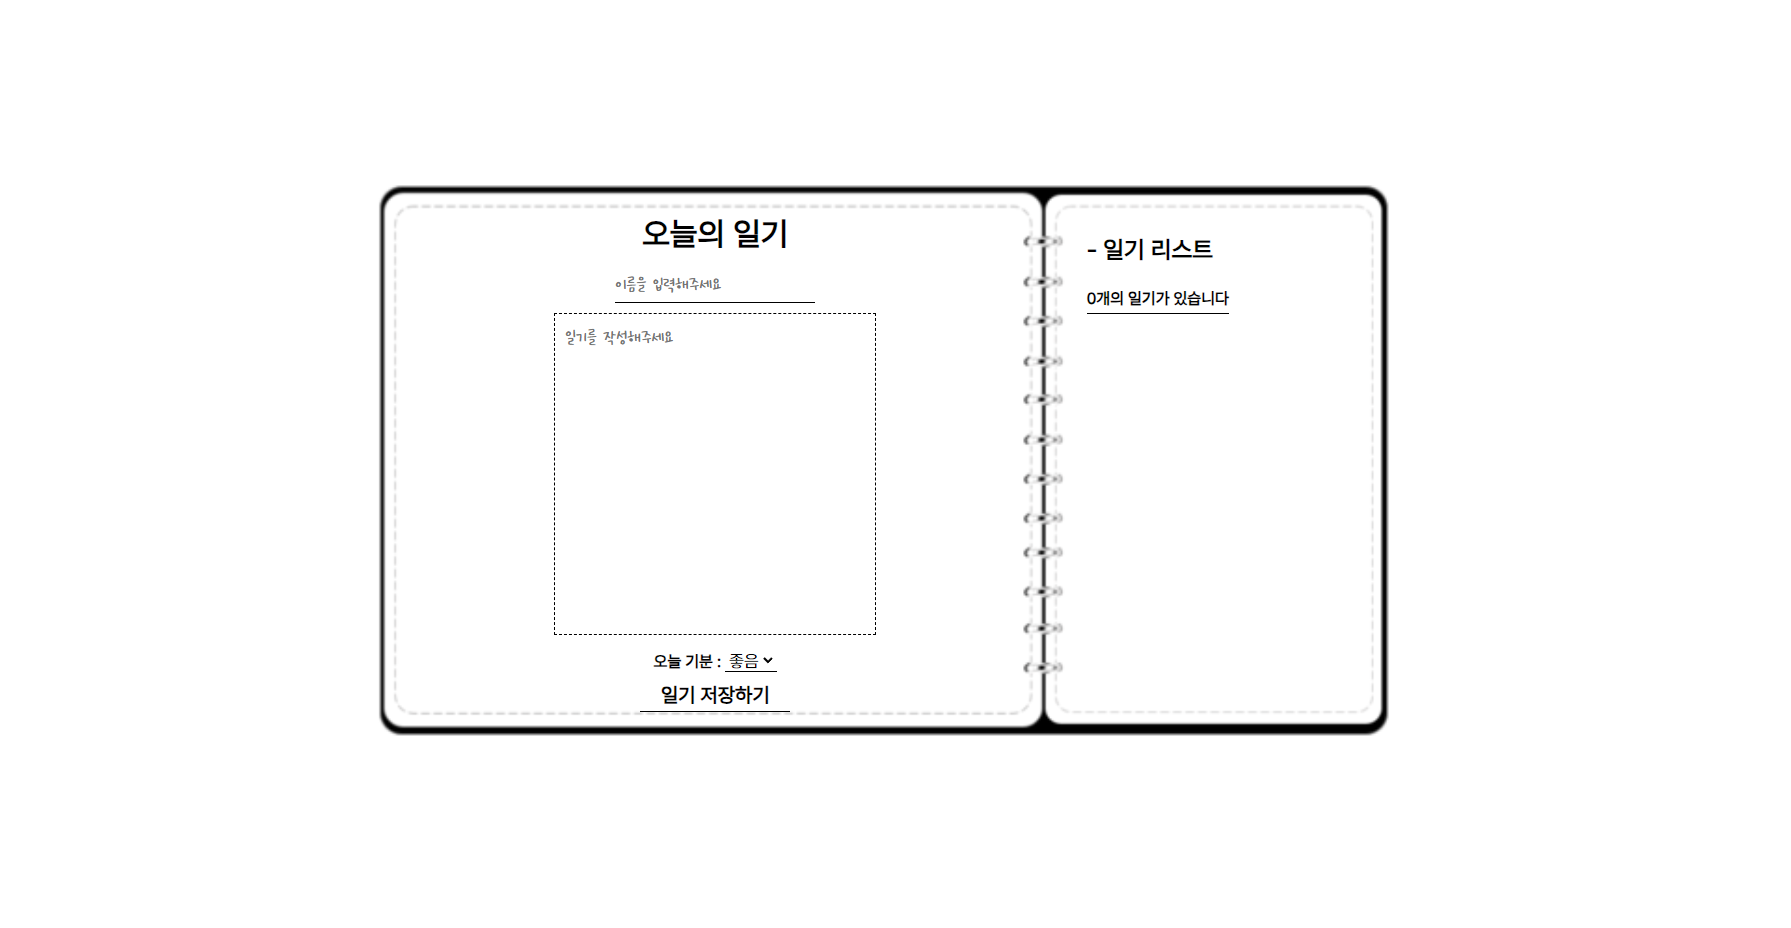 오늘의 일기
이름을 입력해주세요
일기를 작성해주세요
오늘 기분 : 좋음
일기 저장하기
- 일기 리스트
0개의 일기가 있습니다